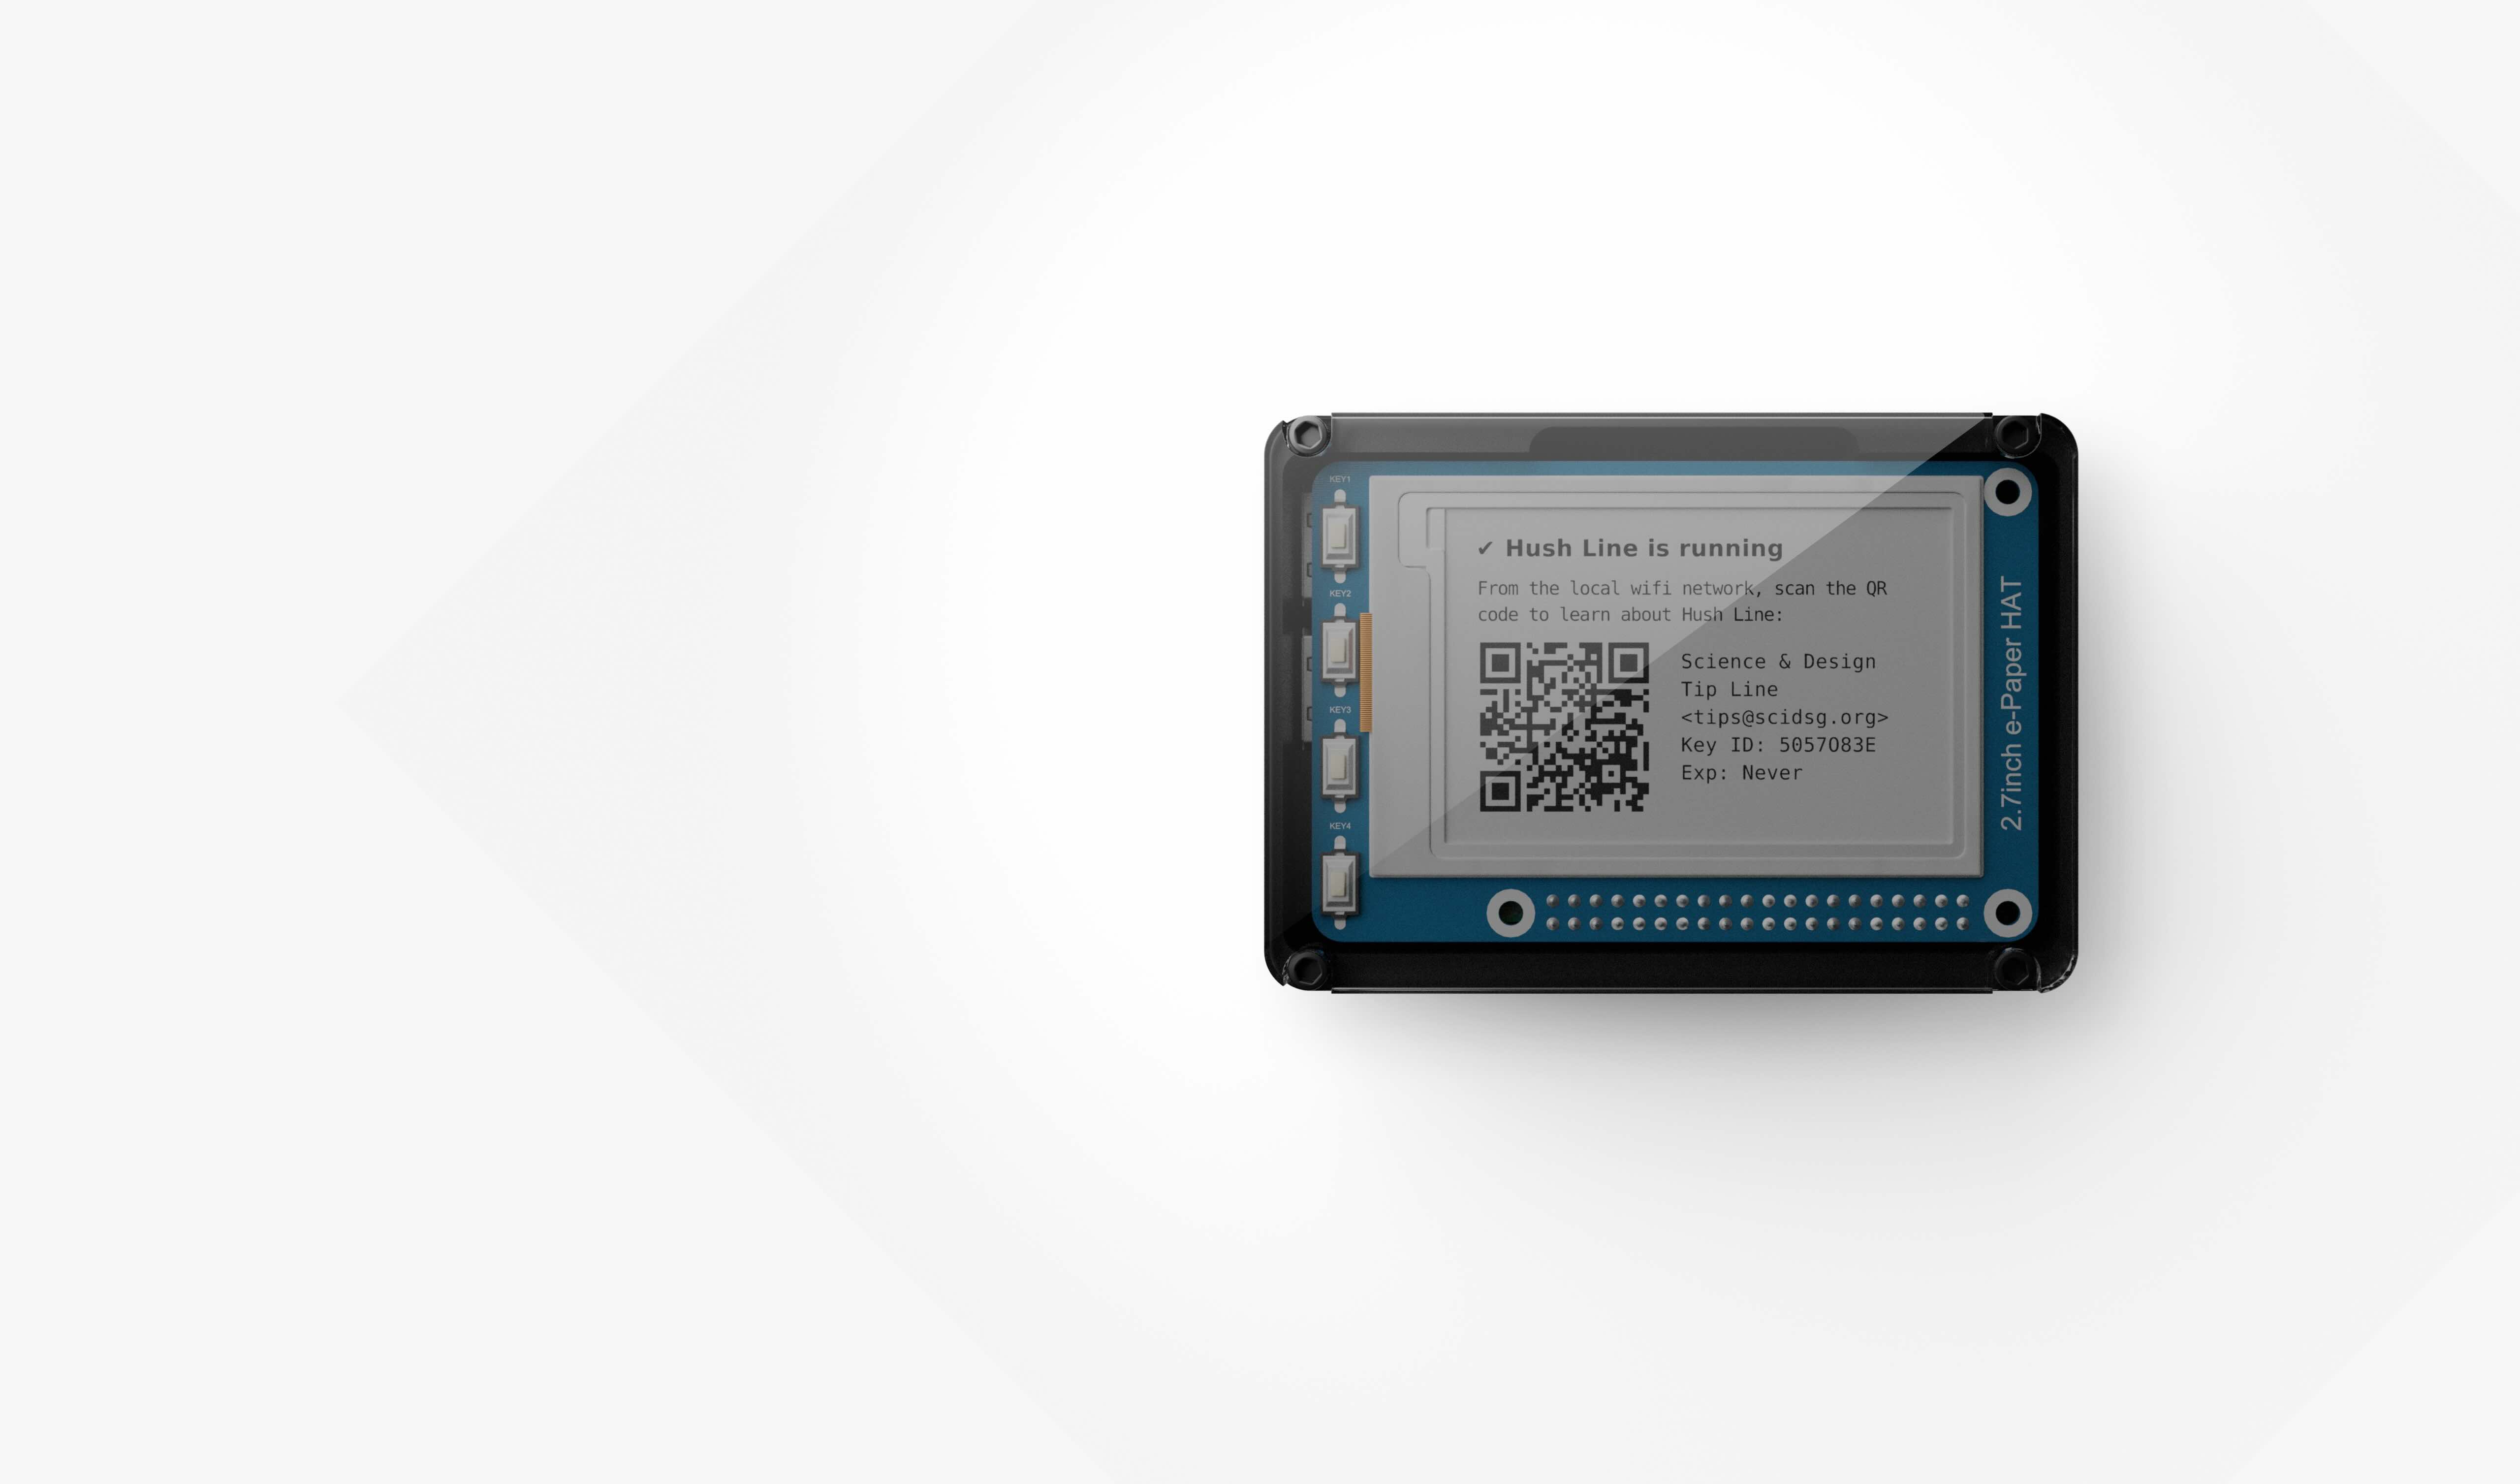 KEY1
KEY2
KEY3
KEY4
✔ Hush Line is running
From the local wifi network, scan the QR
code to learn about Hush Line:
Science & Design
Tip Line
<tips@scidsg.org>
Key ID: 5057083E
Exp: Never
2.7inch e-Paper HAT